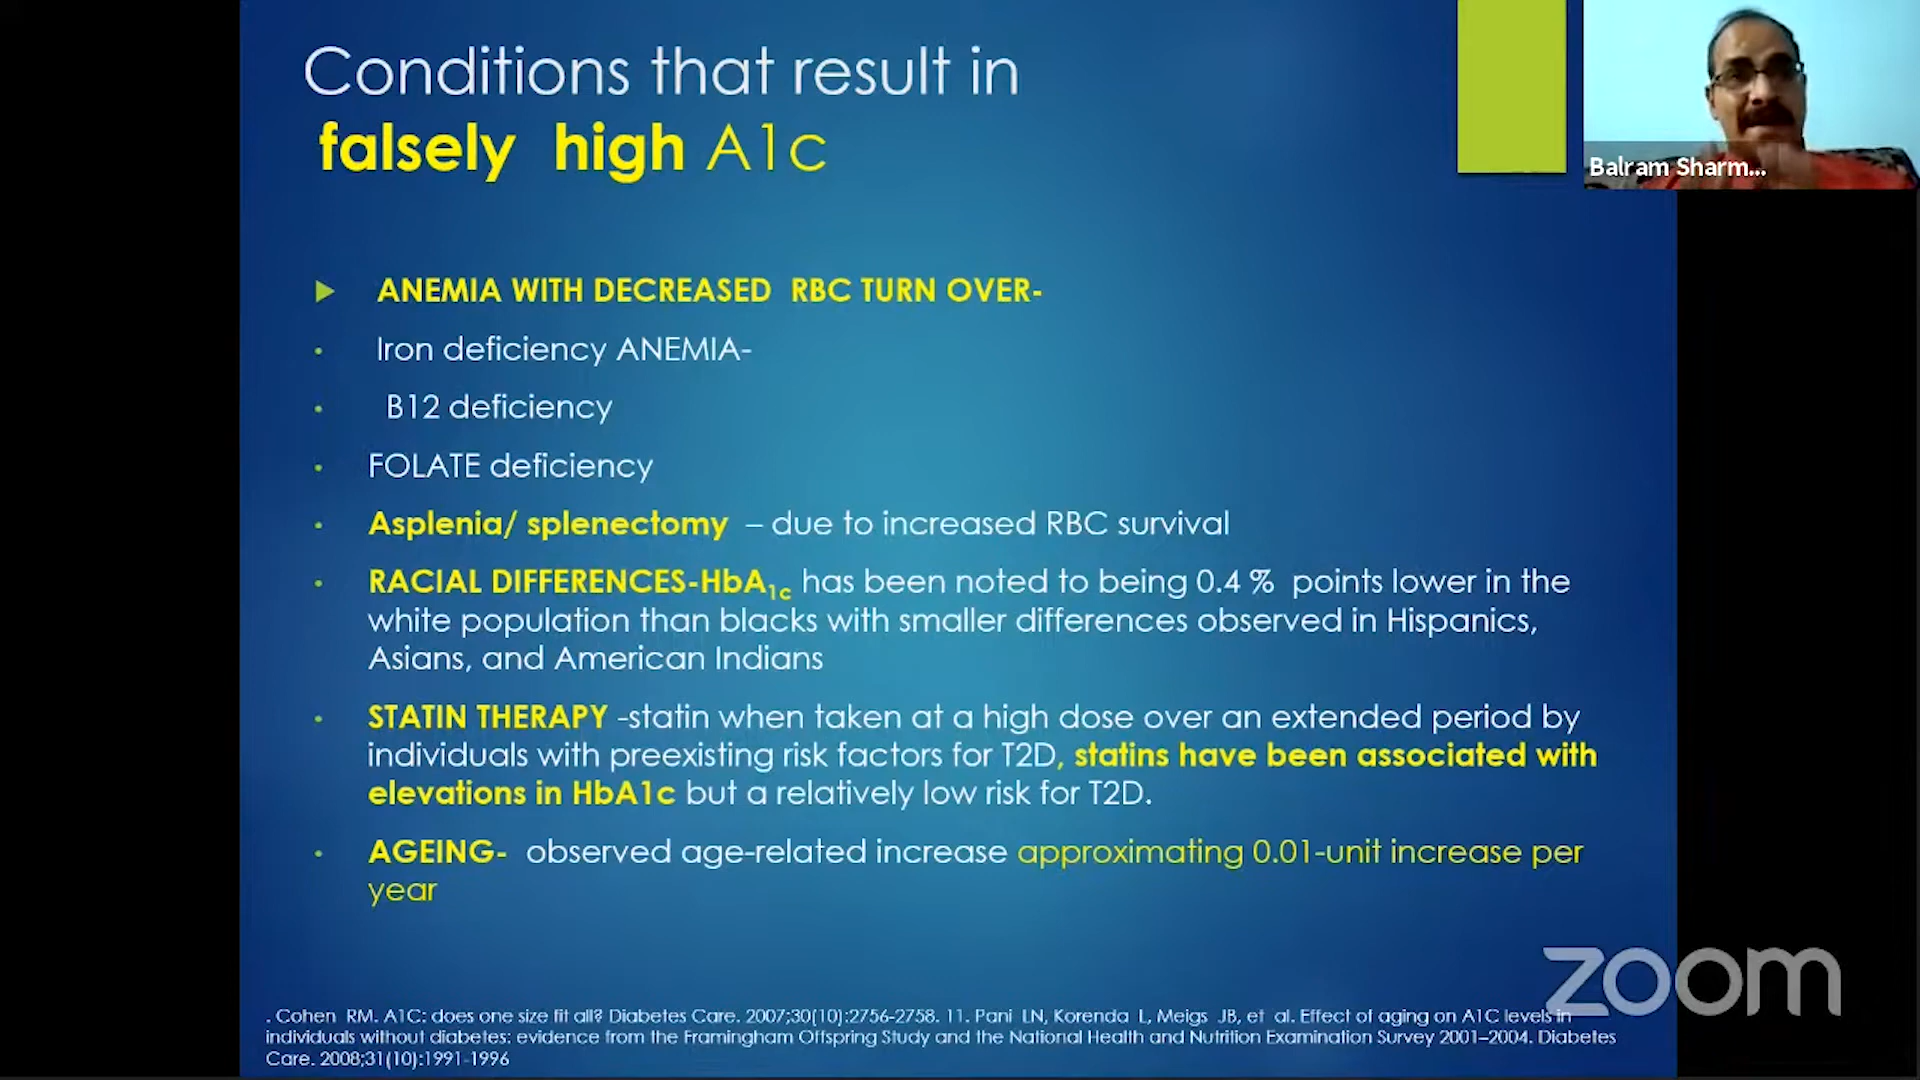 Conditions that result in
falsely high A1c
Balram Sharm...
ANEMIA WITH DECREASED RBC TURN OVER-
Iron deficiency ANEMIA-
B12 deficiency
FOLATE deficiency
Asplenia/ splenectomy – due to increased RBC survival
RACIAL DIFFERENCES-HbA1c has been noted to being 0.4 % points lower in the
white population than blacks with smaller differences observed in Hispanics,
Asians, and American Indians
STATIN THERAPY -statin when taken at a high dose over an extended period by
individuals with preexisting risk factors for T2D, statins have been associated with
elevations in HbA1c but a relatively low risk for T2D.
AGEING- observed age-related increase approximating 0.01-unit increase per
year
zoom
. Cohen RM. A1C: does one size fit all? Diabetes Care. 2007;30(10):2756-2758. 11. Pani LN, Korenda L, Meigs JB, et al. Effect of aging on A1C levels in
individuals without diabetes: evidence from the Framingham Offspring Study and the National Health and Nutrition Examination Survey 2001–2004. Diabetes
Care. 2008;31(10):1991-1996